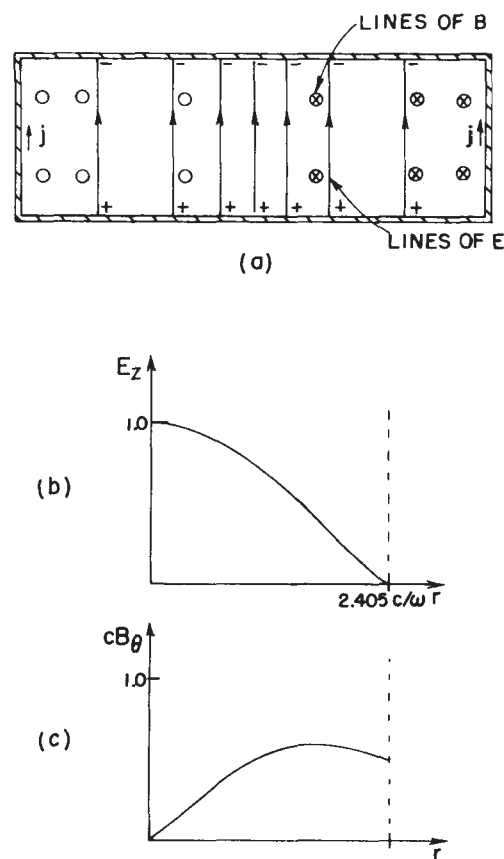 LINES OF B
− − − − − − −
j j
+ + + + + + +
LINES OF E
(a)
E_z
1.0
(b)
2.405 c/ω r
cB_θ
1.0
(c)
r